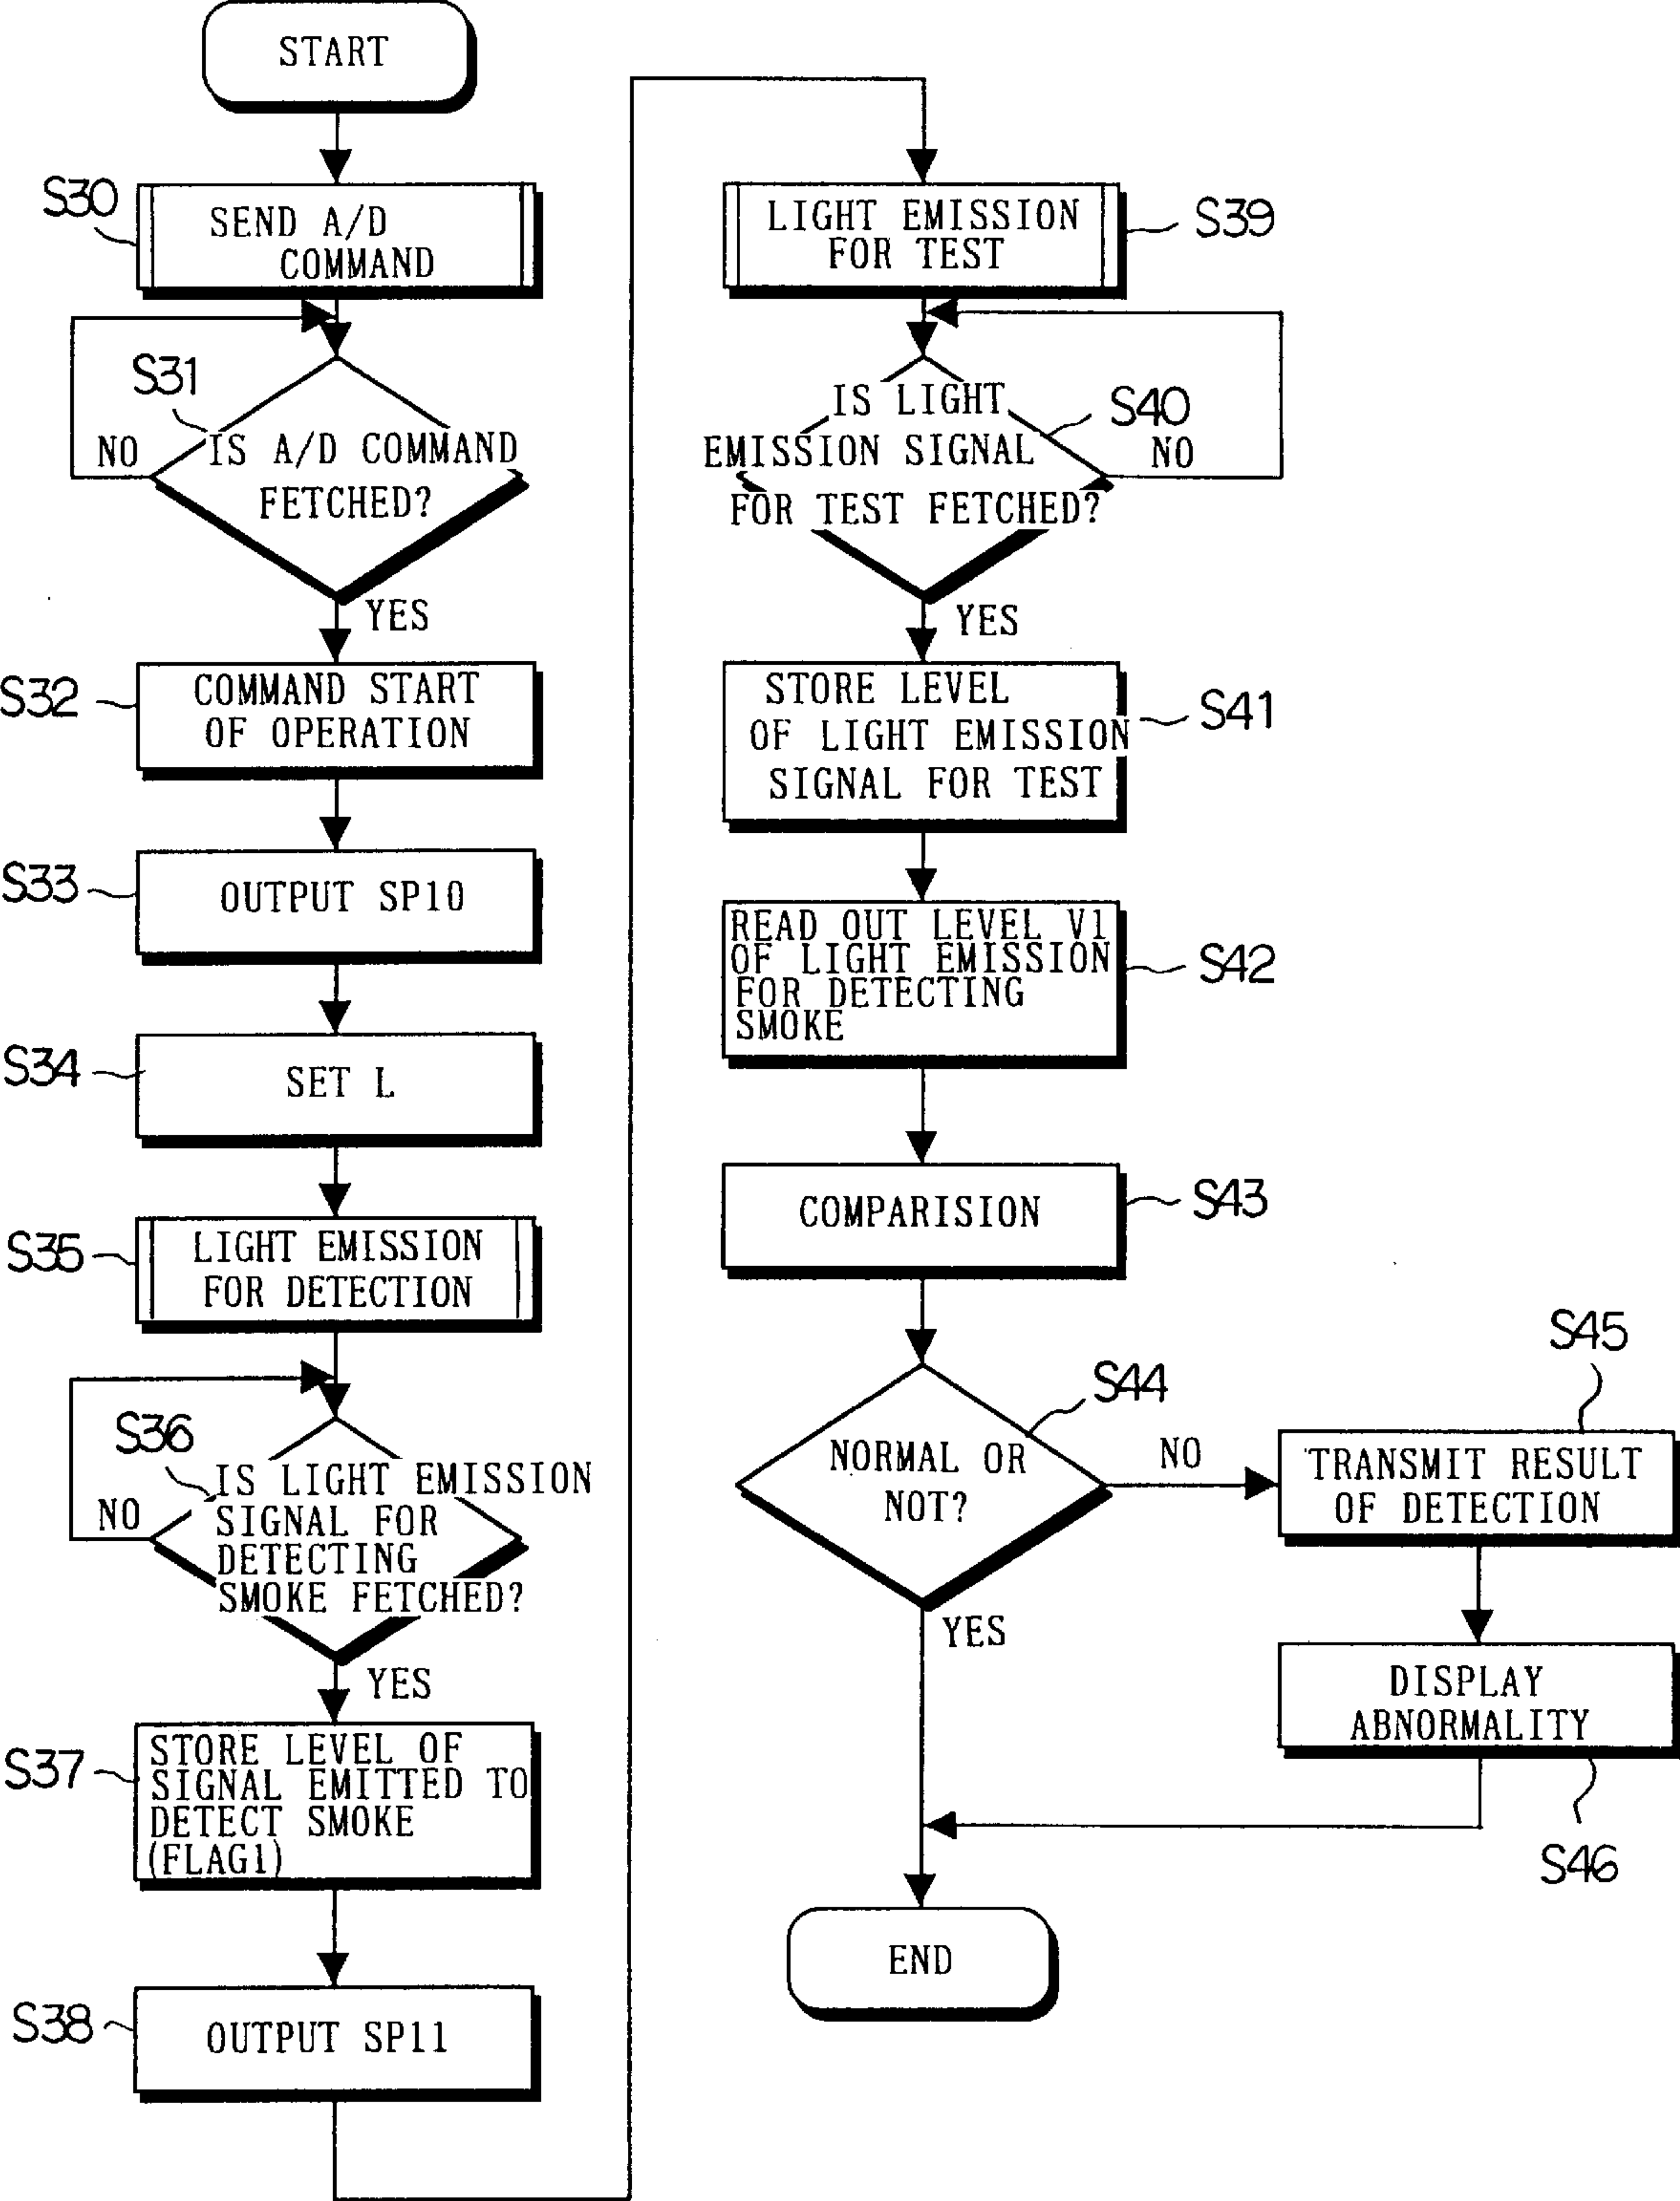 START
S30
SEND A/D
COMMAND
S31
NO
IS A/D COMMAND
FETCHED?
YES
S32
COMMAND START
OF OPERATION
S33
OUTPUT SP10
S34
SET L
S35
LIGHT EMISSION
FOR DETECTION
S36
NO
IS LIGHT EMISSION
SIGNAL FOR
DETECTING
SMOKE FETCHED?
YES
S37
STORE LEVEL OF
SIGNAL EMITTED TO
DETECT SMOKE
(FLAG1)
S38
OUTPUT SP11
LIGHT EMISSION
FOR TEST
S39
IS LIGHT
EMISSION SIGNAL
FOR TEST FETCHED?
S40
NO
YES
STORE LEVEL
OF LIGHT EMISSION
SIGNAL FOR TEST
S41
READ OUT LEVEL V1
OF LIGHT EMISSION
FOR DETECTING
SMOKE
S42
COMPARISION
S43
NORMAL OR
NOT?
S44
NO
YES
S45
TRANSMIT RESULT
OF DETECTION
DISPLAY
ABNORMALITY
S46
END